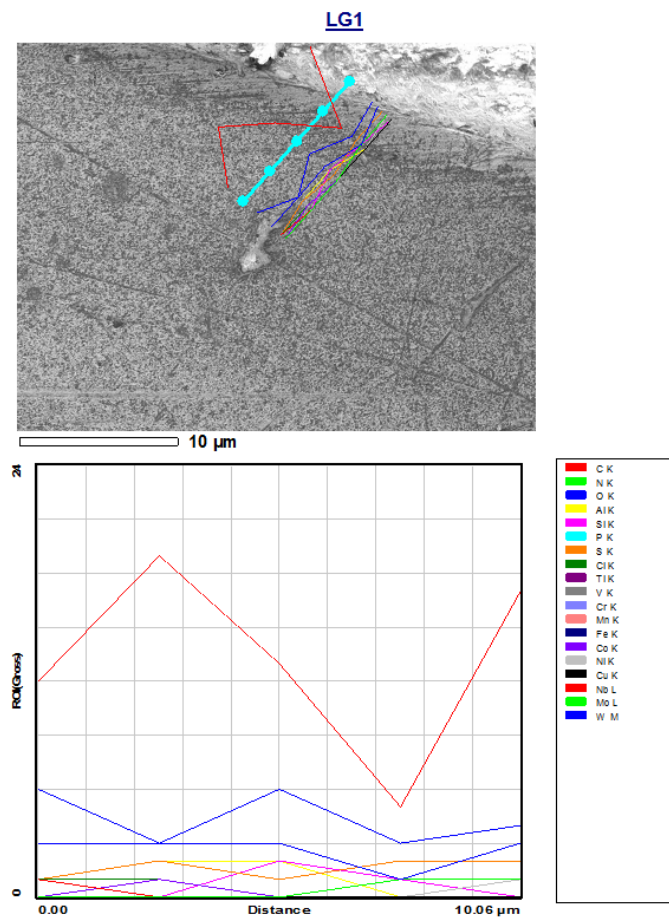 LG1
10 µm
24
C K
N K
O K
Al K
Si K
P K
S K
Cl K
Ti K
V K
Cr K
Mn K
Fe K
Co K
Ni K
Cu K
Nb L
Mo L
W M
ROI(Gross)
0
0.00 Distance 10.06 µm